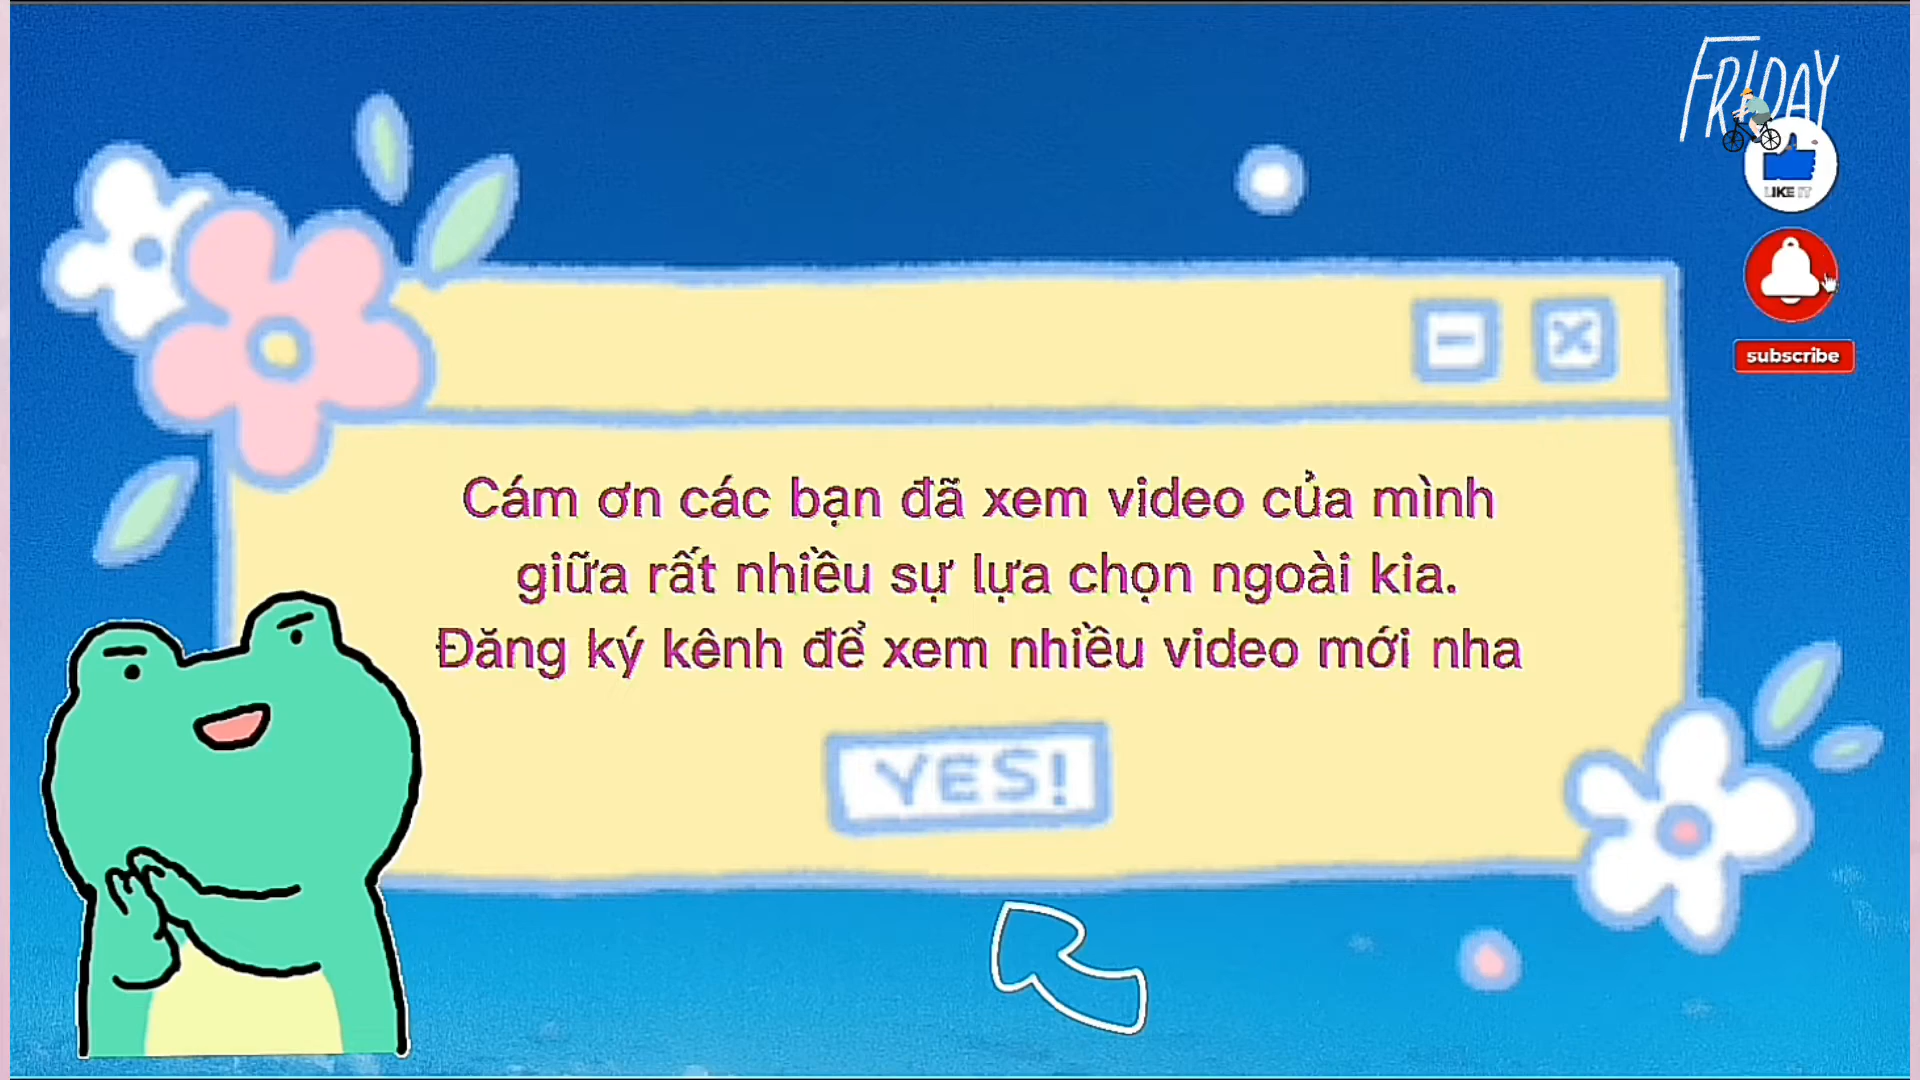 FRIDAY
LIKE IT
subscribe
Cám ơn các bạn đã xem video của mình
giữa rất nhiều sự lựa chọn ngoài kia.
Đăng ký kênh để xem nhiều video mới nha
YES!